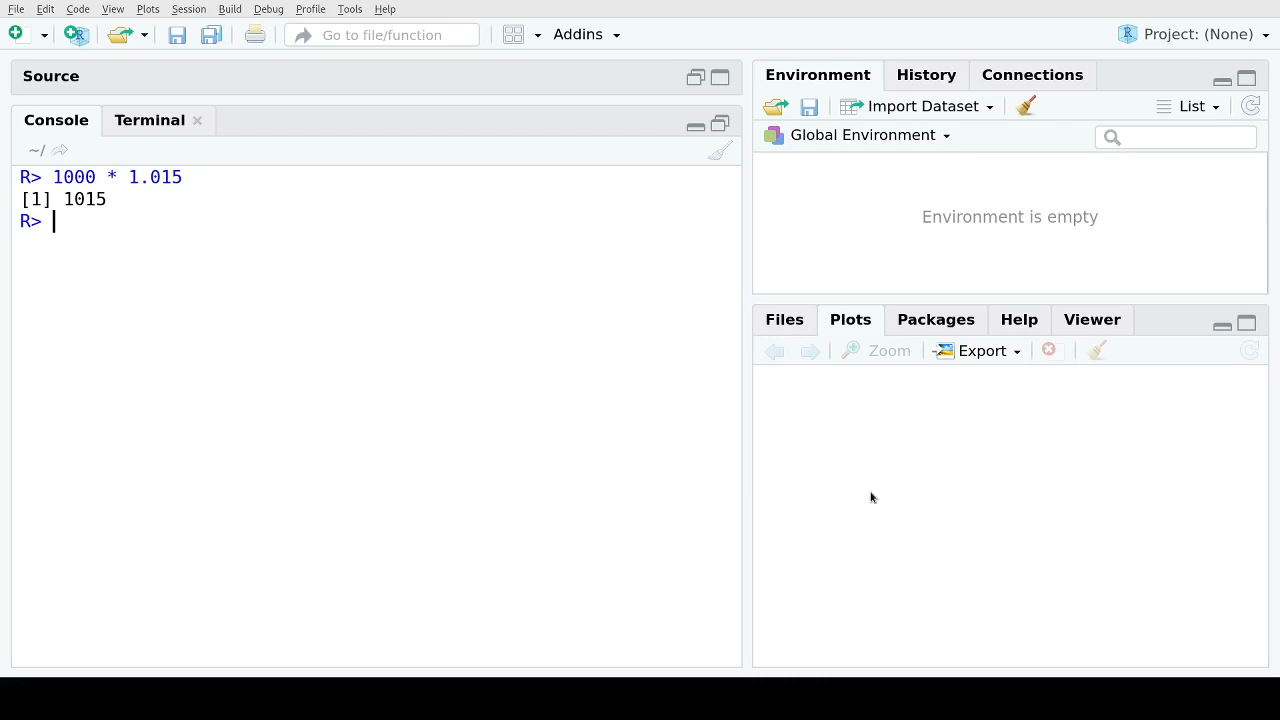 File Edit Code View Plots Session Build Debug Profile Tools Help
Go to file/function Addins Project: (None)
Source
Console Terminal
~/
R> 1000 * 1.015
[1] 1015
R>
Environment History Connections
Import Dataset List
Global Environment
Environment is empty
Files Plots Packages Help Viewer
Zoom Export